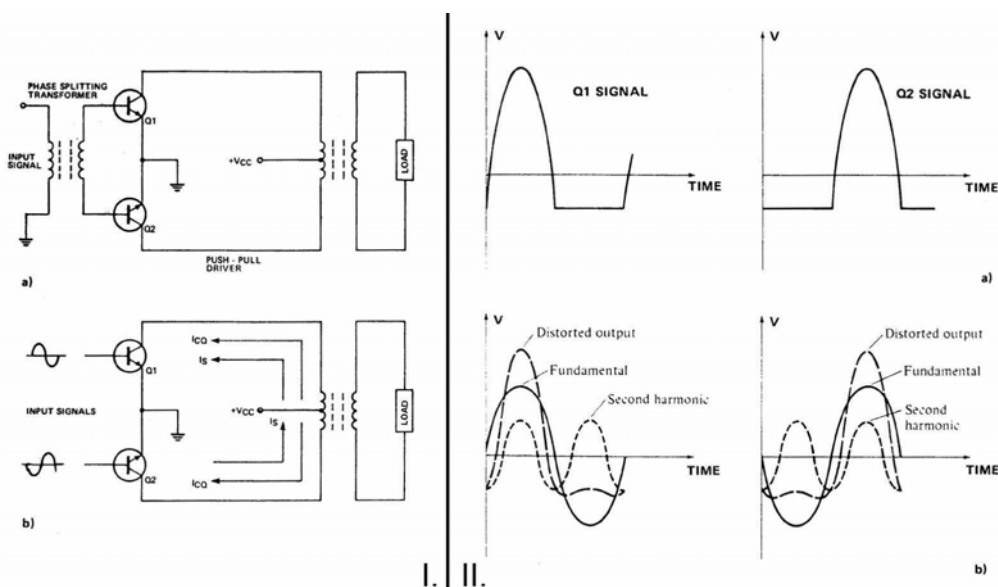 PHASE SPLITTING
TRANSFORMER
Q1
INPUT
SIGNAL
+VCC
LOAD
Q2
PUSH - PULL
DRIVER
a)
ICQ
IS
Q1
INPUT SIGNALS
+VCC
IS
LOAD
ICQ
Q2
b)
I.
V
Q1 SIGNAL
TIME
V
Q2 SIGNAL
TIME
a)
V
Distorted output
Fundamental
Second harmonic
TIME
V
Distorted output
Fundamental
Second
harmonic
TIME
b)
II.